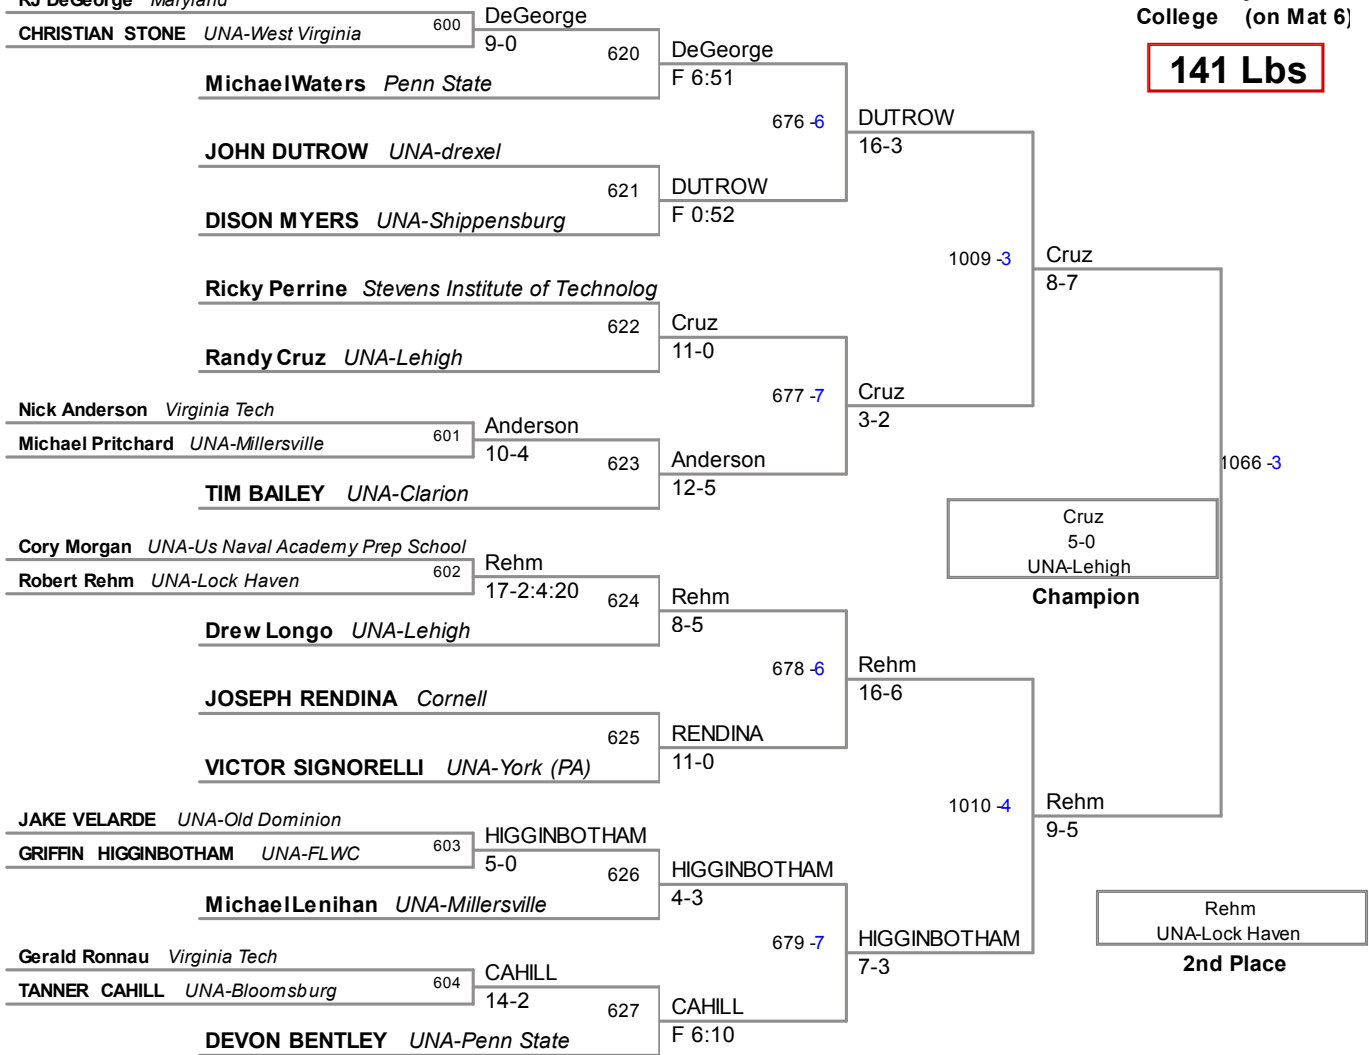 RJ DeGeorge Maryland
CHRISTIAN STONE UNA-West Virginia
600
DeGeorge
9-0
College (on Mat 6)
141 Lbs
Michael Waters Penn State
620
DeGeorge
F 6:51
JOHN DUTROW UNA-drexel
DISON MYERS UNA-Shippensburg
621
DUTROW
F 0:52
676 -6
DUTROW
16-3
Ricky Perrine Stevens Institute of Technolog
Randy Cruz UNA-Lehigh
622
Cruz
11-0
Nick Anderson Virginia Tech
Michael Pritchard UNA-Millersville
601
Anderson
10-4
TIM BAILEY UNA-Clarion
623
Anderson
12-5
677 -7
Cruz
3-2
1009 -3
Cruz
8-7
1066 -3
Cruz
5-0
UNA-Lehigh
Champion
Cory Morgan UNA-Us Naval Academy Prep School
Robert Rehm UNA-Lock Haven
602
Rehm
17-2:4:20
Drew Longo UNA-Lehigh
624
Rehm
8-5
JOSEPH RENDINA Cornell
VICTOR SIGNORELLI UNA-York (PA)
625
RENDINA
11-0
678 -6
Rehm
16-6
JAKE VELARDE UNA-Old Dominion
GRIFFIN HIGGINBOTHAM UNA-FLWC
603
HIGGINBOTHAM
5-0
Michael Lenihan UNA-Millersville
626
HIGGINBOTHAM
4-3
Gerald Ronnau Virginia Tech
TANNER CAHILL UNA-Bloomsburg
604
CAHILL
14-2
DEVON BENTLEY UNA-Penn State
627
CAHILL
F 6:10
679 -7
HIGGINBOTHAM
7-3
1010 -4
Rehm
9-5
Rehm
UNA-Lock Haven
2nd Place